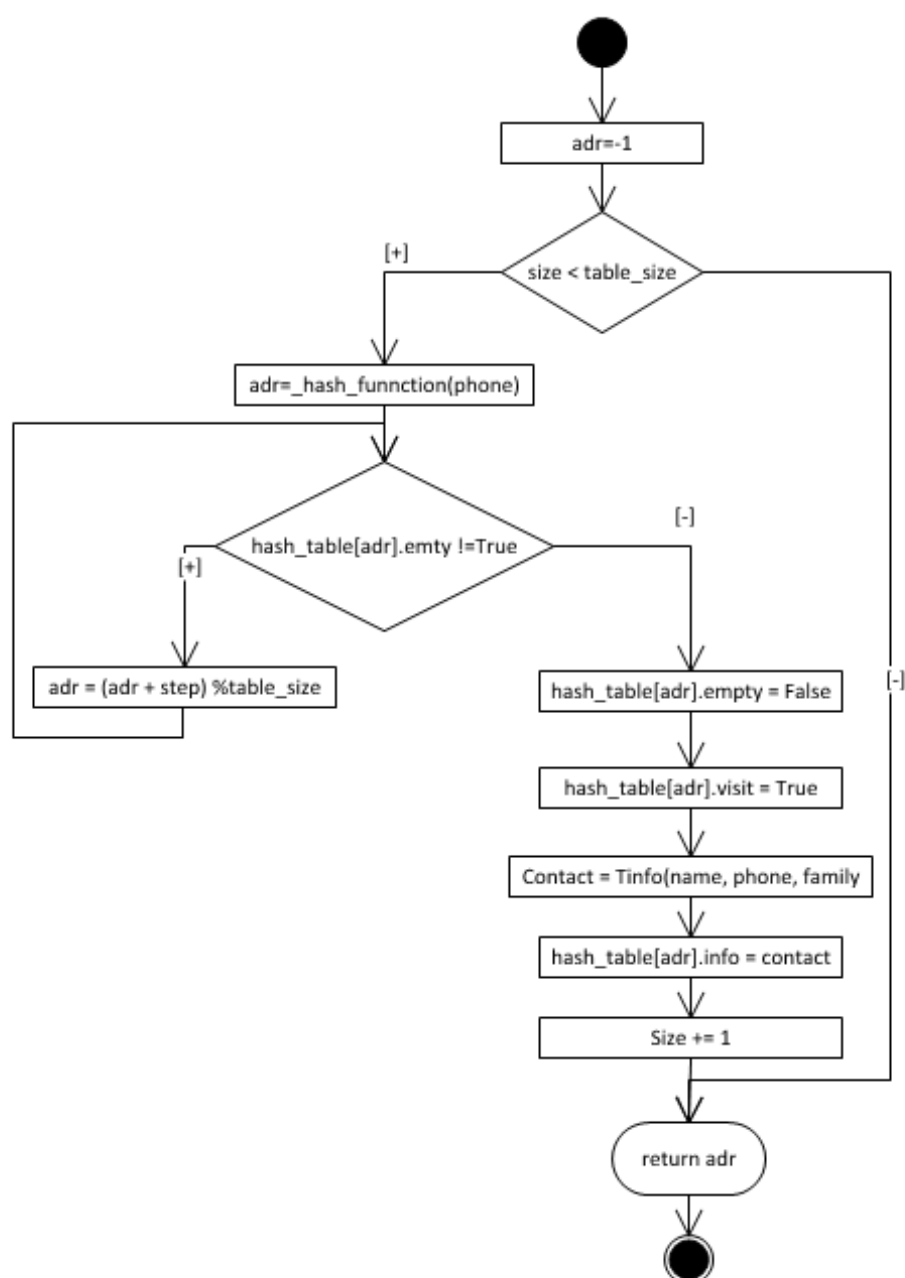 adr=-1
size < table_size
[+]
[-]
adr=_hash_funnction(phone)
hash_table[adr].emty !=True
[+]
[-]
adr = (adr + step) %table_size
hash_table[adr].empty = False
hash_table[adr].visit = True
Contact = Tinfo(name, phone, family
hash_table[adr].info = contact
Size += 1
return adr